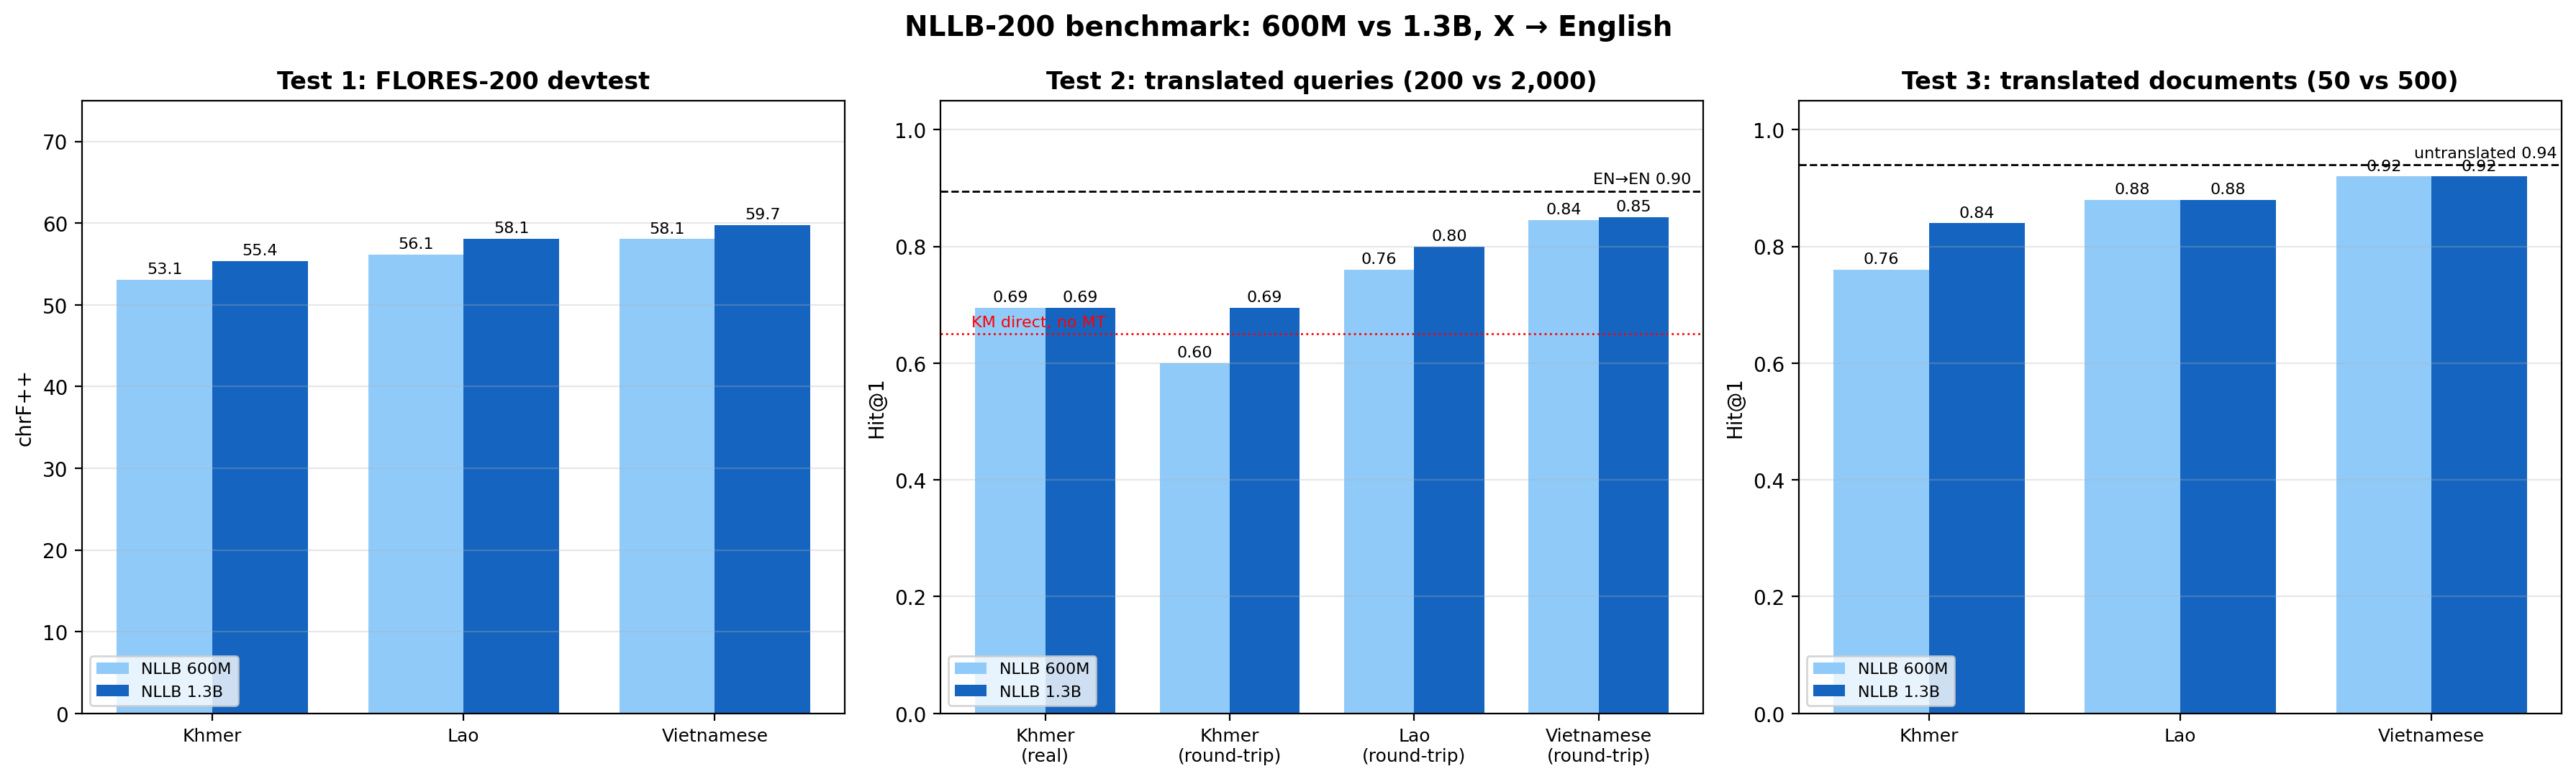 NLLB-200 benchmark: 600M vs 1.3B, X → English
Test 1: FLORES-200 devtest
chrF++
70
60
50
40
30
20
10
0
53.1
55.4
56.1
58.1
58.1
59.7
NLLB 600M
NLLB 1.3B
Khmer
Lao
Vietnamese
Test 2: translated queries (200 vs 2,000)
Hit@1
1.0
0.8
0.6
0.4
0.2
0.0
EN→EN 0.90
KM direct, no MT
0.69
0.69
0.60
0.69
0.76
0.80
0.84
0.85
NLLB 600M
NLLB 1.3B
Khmer
(real)
Khmer
(round-trip)
Lao
(round-trip)
Vietnamese
(round-trip)
Test 3: translated documents (50 vs 500)
Hit@1
1.0
0.8
0.6
0.4
0.2
0.0
untranslated 0.94
0.76
0.84
0.88
0.88
0.92
0.92
NLLB 600M
NLLB 1.3B
Khmer
Lao
Vietnamese